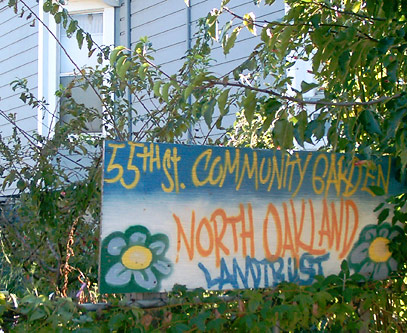 55TH ST. COMMUNITY GARDEN
NORTH OAKLAND
LANDTRUST